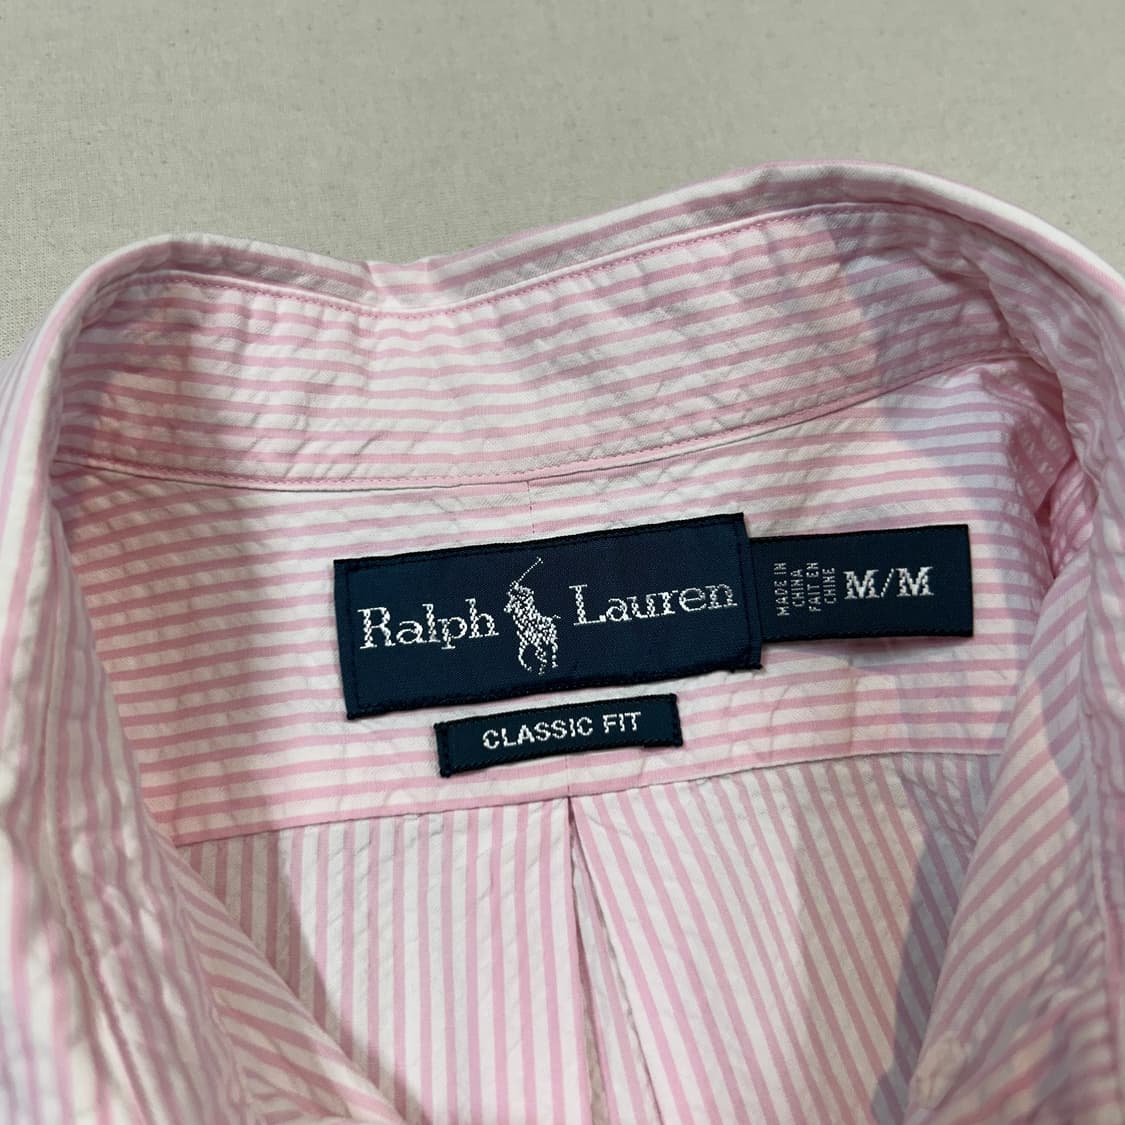 Ralph Lauren
MADE IN
CHINA
FAIT EN
CHINE
M/M
CLASSIC FIT